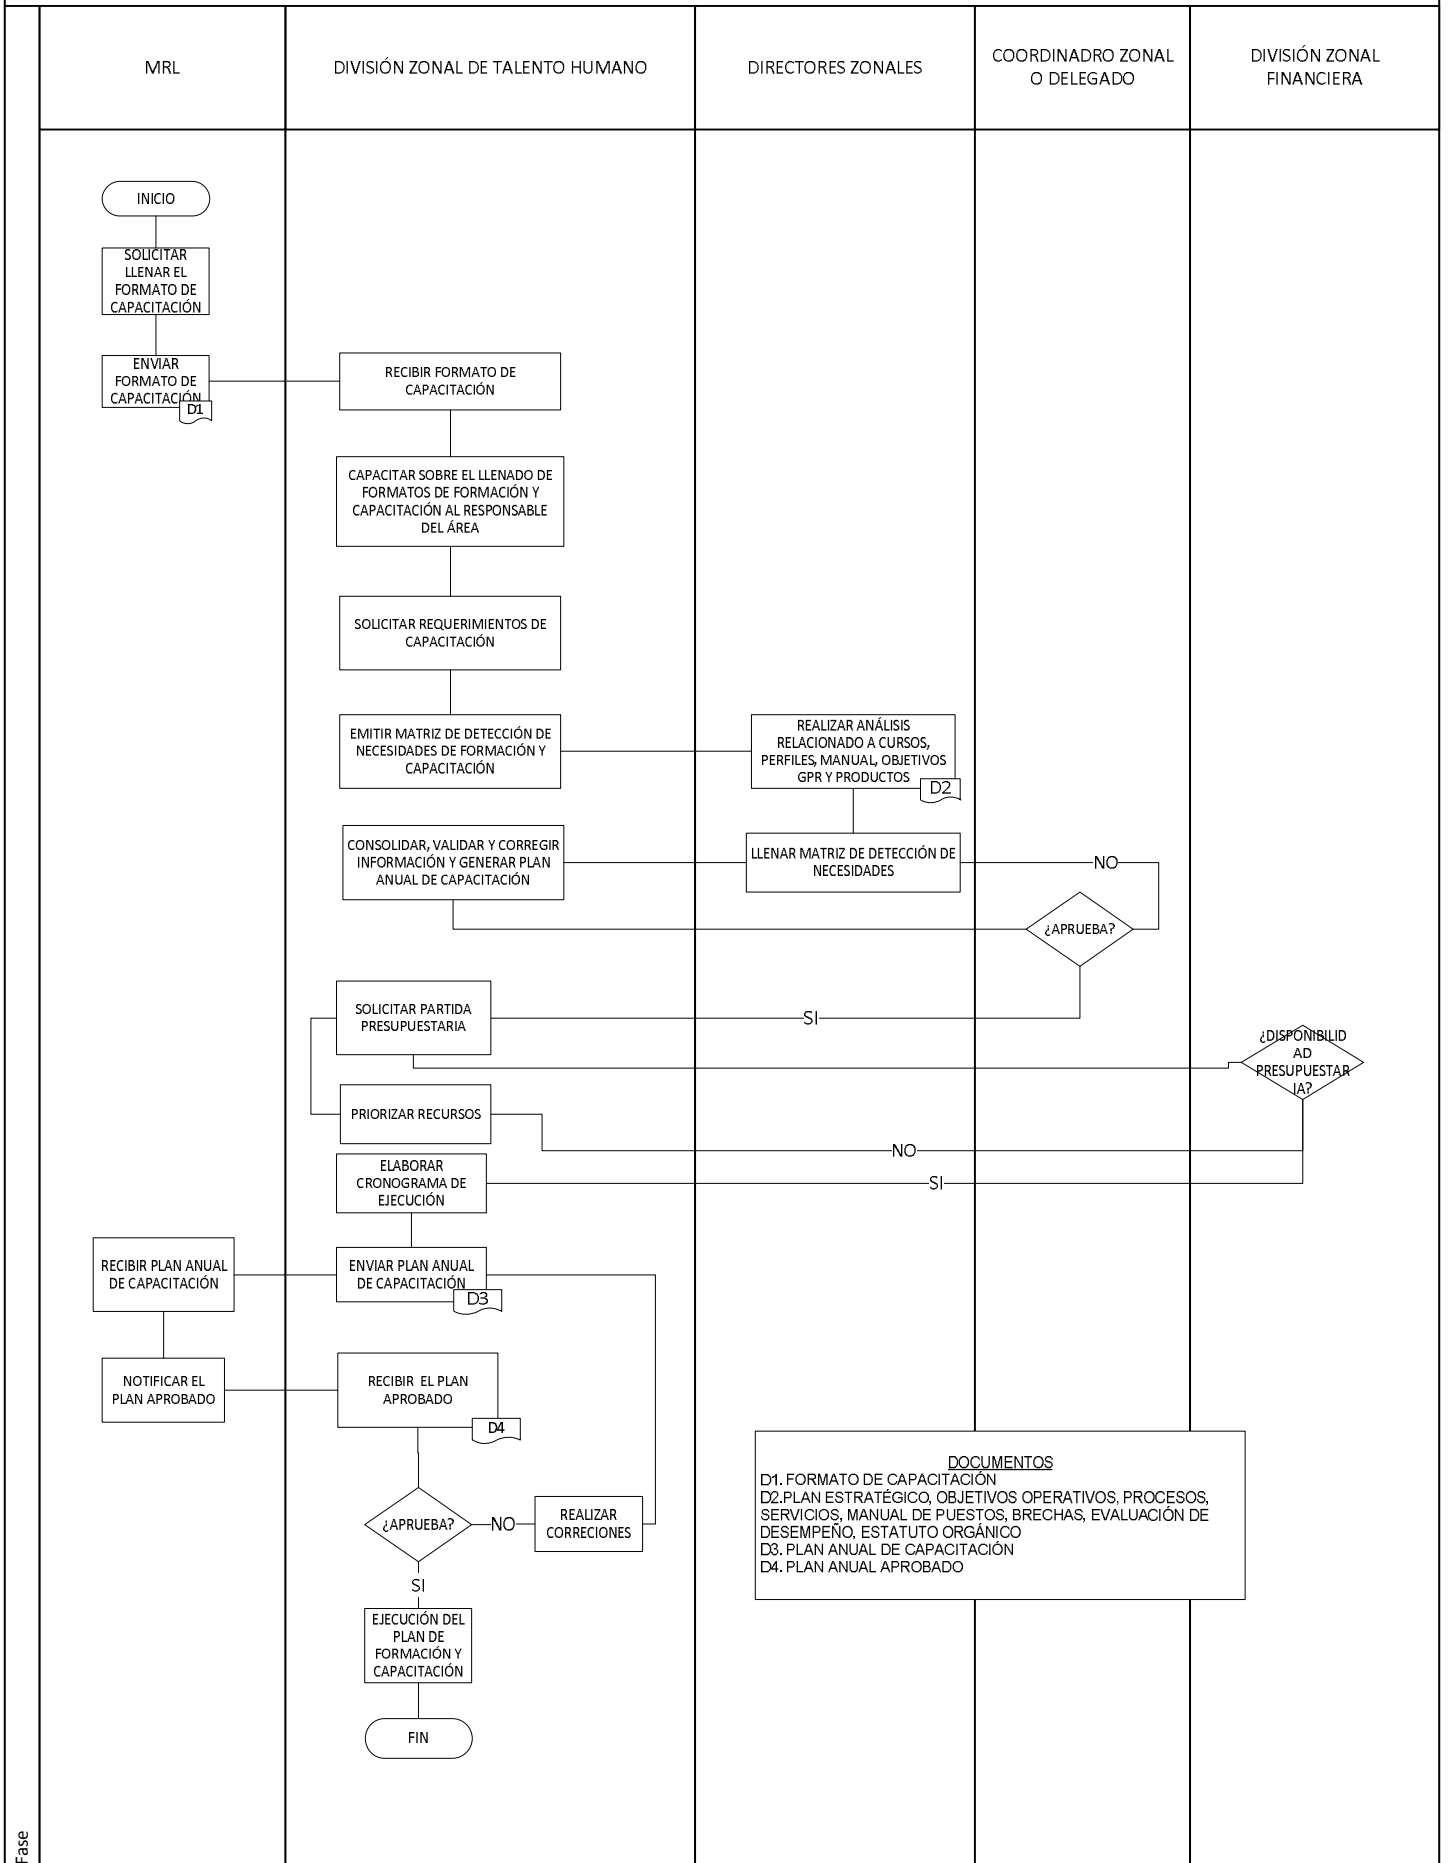 MRL
DIVISIÓN ZONAL DE TALENTO HUMANO
DIRECTORES ZONALES
COORDINADRO ZONAL
O DELEGADO
DIVISIÓN ZONAL
FINANCIERA
INICIO
SOLICITAR
LLENAR EL
FORMATO DE
CAPACITACIÓN
ENVIAR
FORMATO DE
CAPACITACIÓN
D1
RECIBIR FORMATO DE
CAPACITACIÓN
CAPACITAR SOBRE EL LLENADO DE
FORMATOS DE FORMACIÓN Y
CAPACITACIÓN AL RESPONSABLE
DEL ÁREA
SOLICITAR REQUERIMIENTOS DE
CAPACITACIÓN
EMITIR MATRIZ DE DETECCIÓN DE
NECESIDADES DE FORMACIÓN Y
CAPACITACIÓN
REALIZAR ANÁLISIS
RELACIONADO A CURSOS,
PERFILES, MANUAL, OBJETIVOS
GPR Y PRODUCTOS
D2
CONSOLIDAR, VALIDAR Y CORREGIR
INFORMACIÓN Y GENERAR PLAN
ANUAL DE CAPACITACIÓN
LLENAR MATRIZ DE DETECCIÓN DE
NECESIDADES
NO
¿APRUEBA?
SOLICITAR PARTIDA
PRESUPUESTARIA
SI
¿DISPONIBILID
AD
PRESUPUESTAR
IA?
PRIORIZAR RECURSOS
NO
ELABORAR
CRONOGRAMA DE
EJECUCIÓN
SI
RECIBIR PLAN ANUAL
DE CAPACITACIÓN
ENVIAR PLAN ANUAL
DE CAPACITACIÓN
D3
NOTIFICAR EL
PLAN APROBADO
RECIBIR EL PLAN
APROBADO
D4
¿APRUEBA?
NO
REALIZAR
CORRECIONES
SI
EJECUCIÓN DEL
PLAN DE
FORMACIÓN Y
CAPACITACIÓN
FIN
DOCUMENTOS
D1. FORMATO DE CAPACITACIÓN
D2.PLAN ESTRATÉGICO, OBJETIVOS OPERATIVOS, PROCESOS,
SERVICIOS, MANUAL DE PUESTOS, BRECHAS, EVALUACIÓN DE
DESEMPEÑO, ESTATUTO ORGÁNICO
D3. PLAN ANUAL DE CAPACITACIÓN
D4. PLAN ANUAL APROBADO
Fase